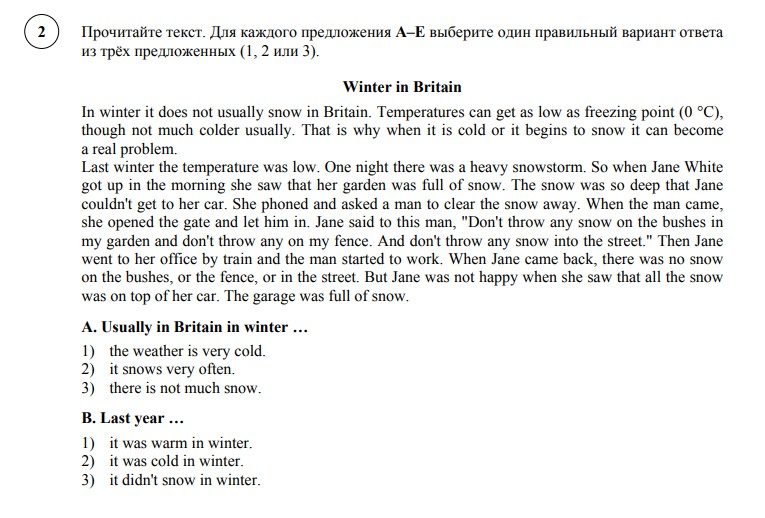 2
Прочитайте текст. Для каждого предложения A–E выберите один правильный вариант ответа
из трёх предложенных (1, 2 или 3).
Winter in Britain
In winter it does not usually snow in Britain. Temperatures can get as low as freezing point (0 °C),
though not much colder usually. That is why when it is cold or it begins to snow it can become
a real problem.
Last winter the temperature was low. One night there was a heavy snowstorm. So when Jane White
got up in the morning she saw that her garden was full of snow. The snow was so deep that Jane
couldn't get to her car. She phoned and asked a man to clear the snow away. When the man came,
she opened the gate and let him in. Jane said to this man, "Don't throw any snow on the bushes in
my garden and don't throw any on my fence. And don't throw any snow into the street." Then Jane
went to her office by train and the man started to work. When Jane came back, there was no snow
on the bushes, or the fence, or in the street. But Jane was not happy when she saw that all the snow
was on top of her car. The garage was full of snow.
A. Usually in Britain in winter …
1) the weather is very cold.
2) it snows very often.
3) there is not much snow.
B. Last year …
1) it was warm in winter.
2) it was cold in winter.
3) it didn't snow in winter.